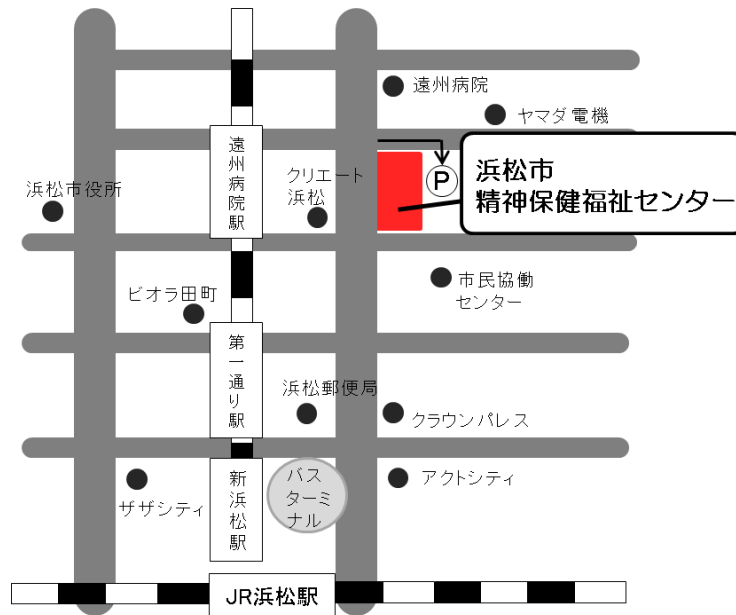 遠州病院
ヤマダ電機
遠州病院駅
クリエート
浜松
P
浜松市
精神保健福祉センター
浜松市役所
市民協働
センター
ビオラ田町
第一通り駅
浜松郵便局
クラウンパレス
ザザシティ
新浜松駅
バス
ターミ
ナル
アクトシティ
JR浜松駅